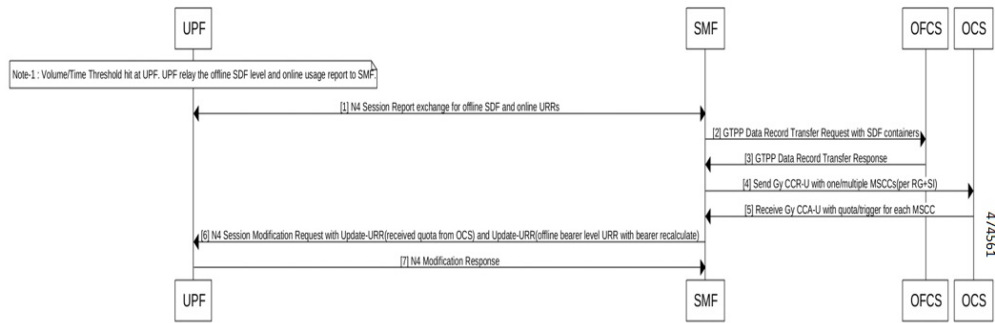 UPF SMF OFCS OCS
Note-1 : Volume/Time Threshold hit at UPF. UPF relay the offline SDF level and online usage report to SMF.
[1] N4 Session Report exchange for offline SDF and online URRs
[2] GTPP Data Record Transfer Request with SDF containers
[3] GTPP Data Record Transfer Response
[4] Send Gy CCR-U with one/multiple MSCCs(per RG+SI)
[5] Receive Gy CCA-U with quota/trigger for each MSCC
[6] N4 Session Modification Request with Update-URR(received quota from OCS) and Update-URR(offline bearer level URR with bearer recalculate)
[7] N4 Modification Response
UPF SMF OFCS OCS
474561